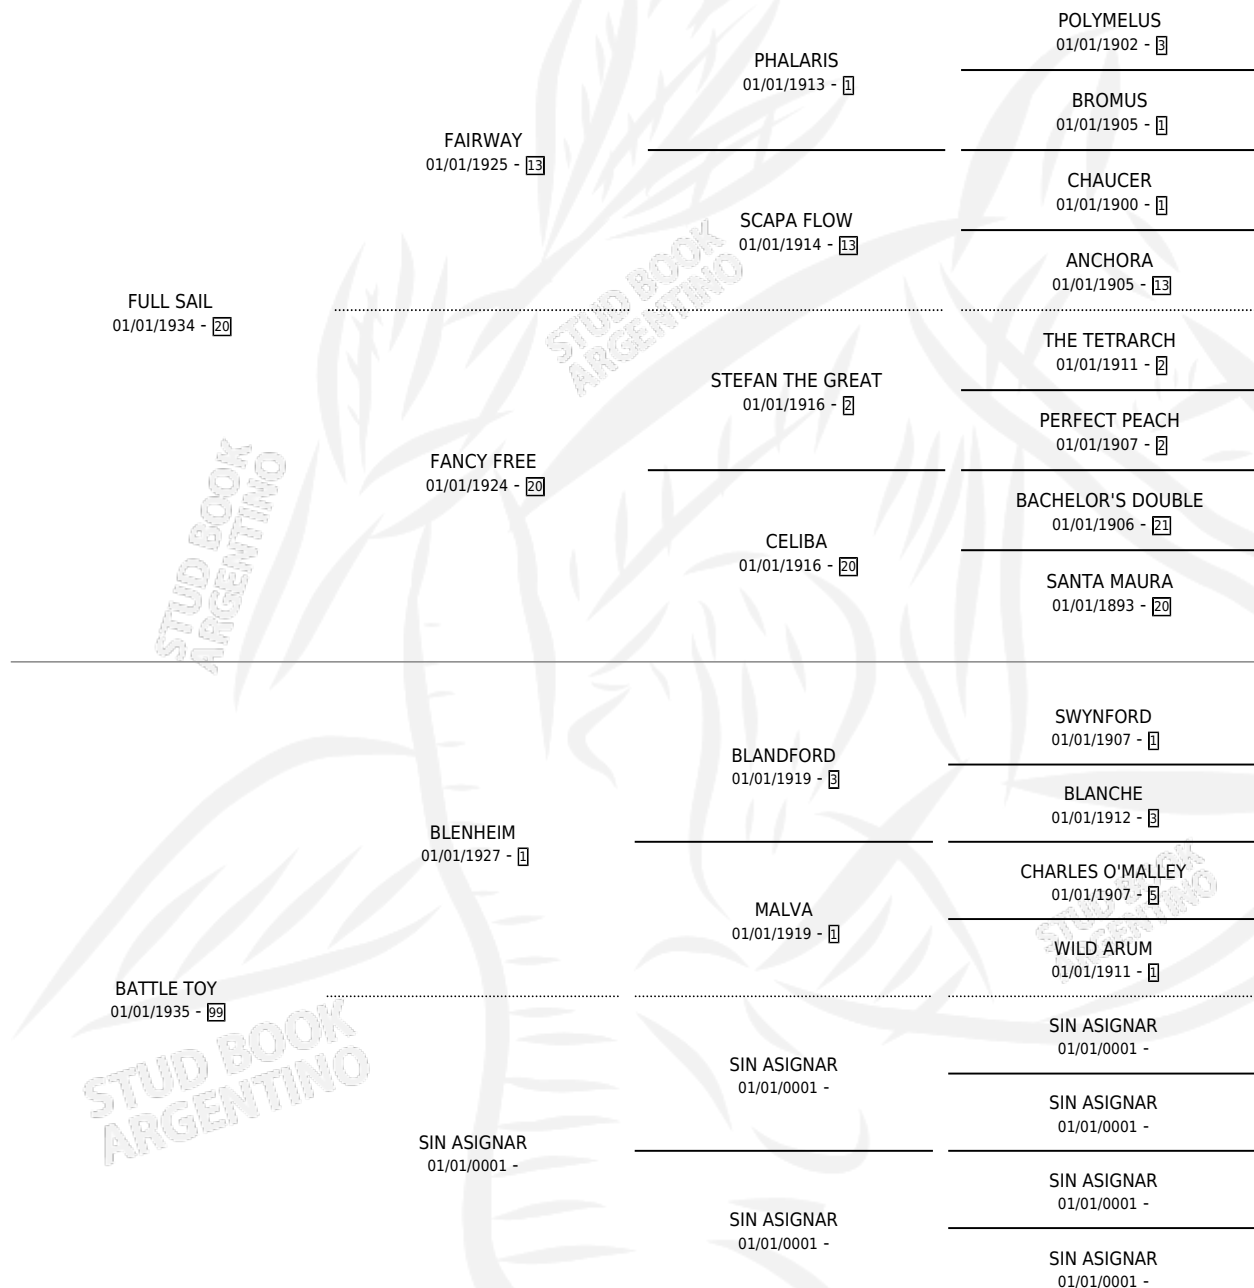 POLYMELUS
01/01/1902 - 3
PHALARIS
01/01/1913 - 1
BROMUS
01/01/1905 - 1
FAIRWAY
01/01/1925 - 13
CHAUCER
01/01/1900 - 1
SCAPA FLOW
01/01/1914 - 13
ANCHORA
01/01/1905 - 13
FULL SAIL
01/01/1934 - 20
THE TETRARCH
01/01/1911 - 2
STEFAN THE GREAT
01/01/1916 - 2
PERFECT PEACH
01/01/1907 - 2
FANCY FREE
01/01/1924 - 20
BACHELOR'S DOUBLE
01/01/1906 - 21
CELIBA
01/01/1916 - 20
SANTA MAURA
01/01/1893 - 20
STUD BOOK
ARGENTINO
STUD BOOK
ARGENTINO
SWYNFORD
01/01/1907 - 1
BLANDFORD
01/01/1919 - 3
BLANCHE
01/01/1912 - 3
BLENHEIM
01/01/1927 - 1
CHARLES O'MALLEY
01/01/1907 - 5
MALVA
01/01/1919 - 1
WILD ARUM
01/01/1911 - 1
BATTLE TOY
01/01/1935 - 99
SIN ASIGNAR
01/01/0001 -
SIN ASIGNAR
01/01/0001 -
SIN ASIGNAR
01/01/0001 -
SIN ASIGNAR
01/01/0001 -
SIN ASIGNAR
01/01/0001 -
SIN ASIGNAR
01/01/0001 -
SIN ASIGNAR
01/01/0001 -
STUD BOOK
ARGENTINO
STUD BOOK
ARGENTINO